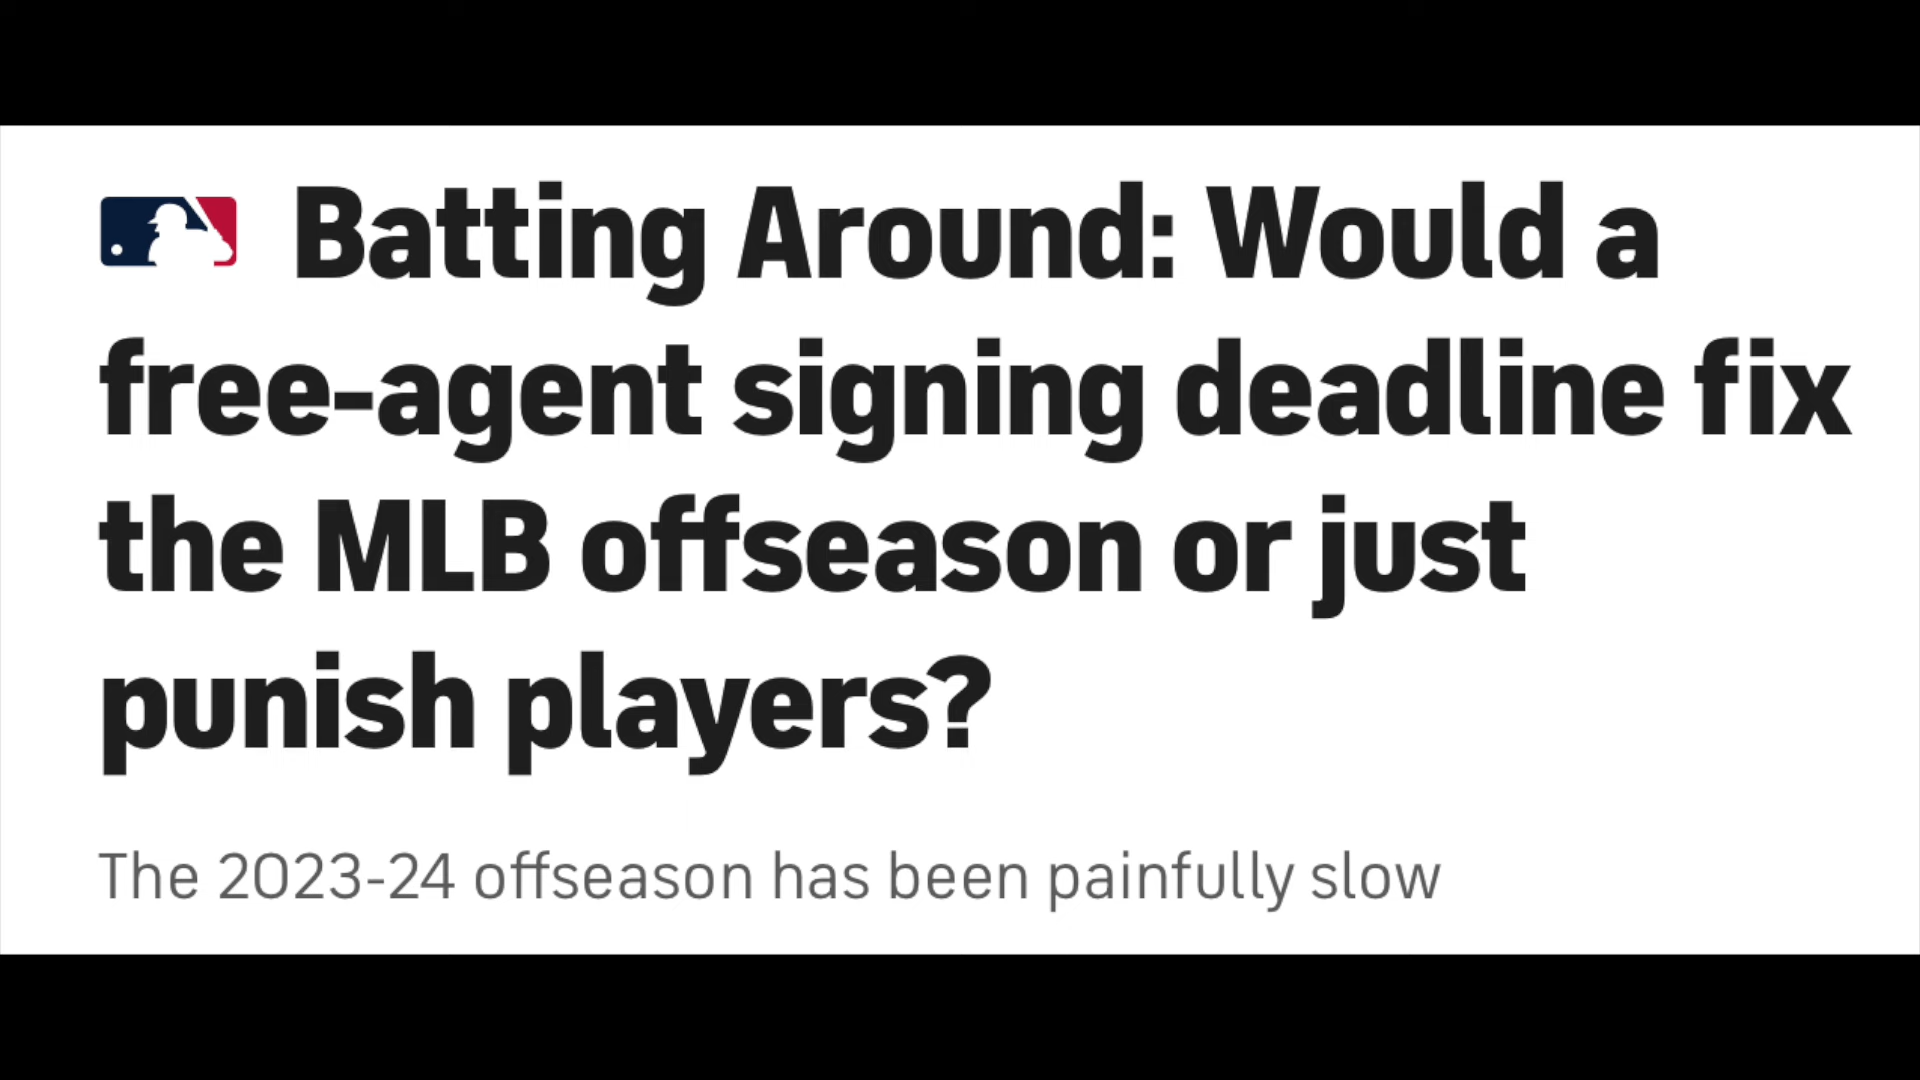 Batting Around: Would a
free-agent signing deadline fix
the MLB offseason or just
punish players?
The 2023-24 offseason has been painfully slow